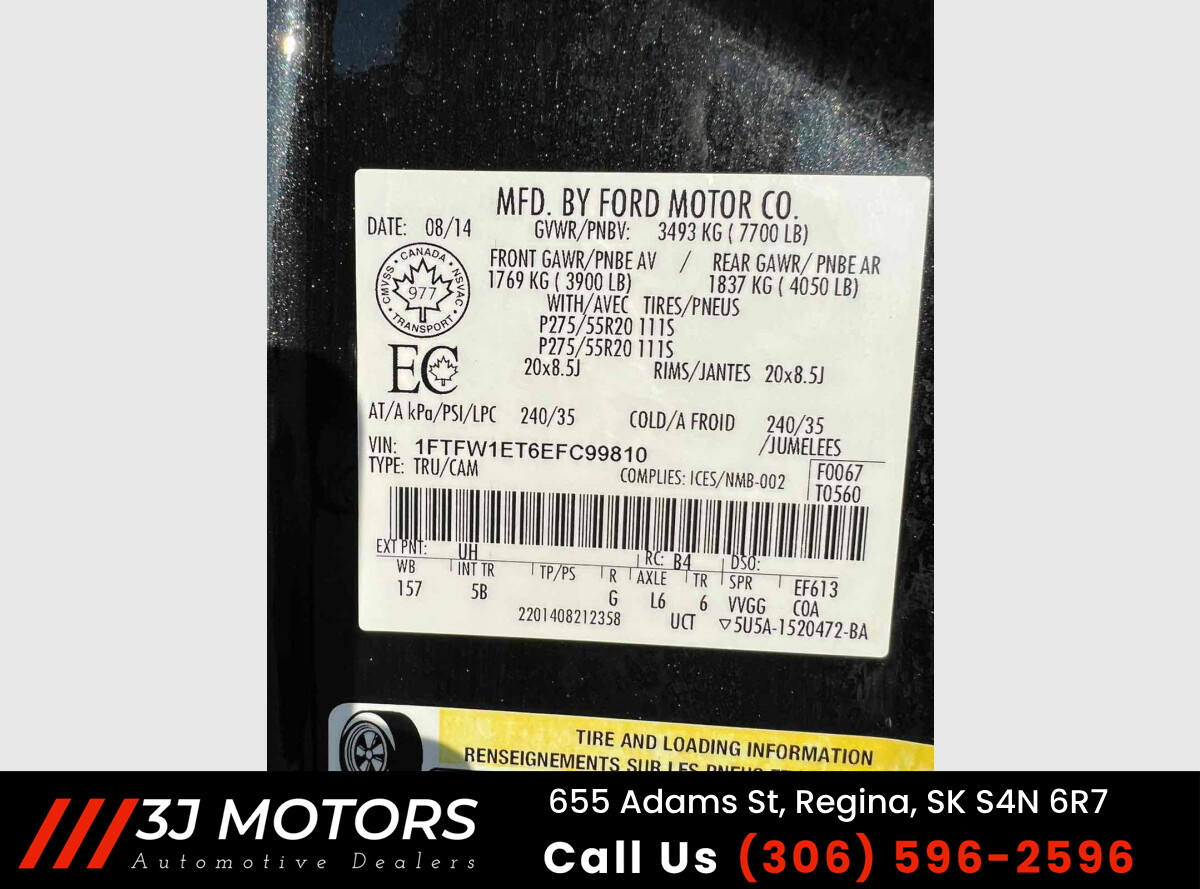 MFD. BY FORD MOTOR CO.
DATE: 08/14 GVWR/PNBV: 3493 KG ( 7700 LB)
FRONT GAWR/PNBE AV / REAR GAWR/ PNBE AR
1769 KG ( 3900 LB) 1837 KG ( 4050 LB)
WITH/AVEC TIRES/PNEUS
P275/55R20 111S
P275/55R20 111S
20x8.5J RIMS/JANTES 20x8.5J
CANADA
CMVSS 977 NSVAC
TRANSPORT
EC
AT/A kPa/PSI/LPC 240/35 COLD/A FROID 240/35
/JUMELEES
VIN: 1FTFW1ET6EFC99810
TYPE: TRU/CAM COMPLIES: ICES/NMB-002
F0067
T0560
EXT PNT: UH RC: B4 DSO:
WB INT TR TP/PS R AXLE TR SPR EF613
157 5B G L6 6 VVGG COA
2201408212358 UCT ▽5U5A-1520472-BA
TIRE AND LOADING INFORMATION
RENSEIGNEMENTS SUR LES PNEUS
3J MOTORS
Automotive Dealers
655 Adams St, Regina, SK S4N 6R7
Call Us (306) 596-2596